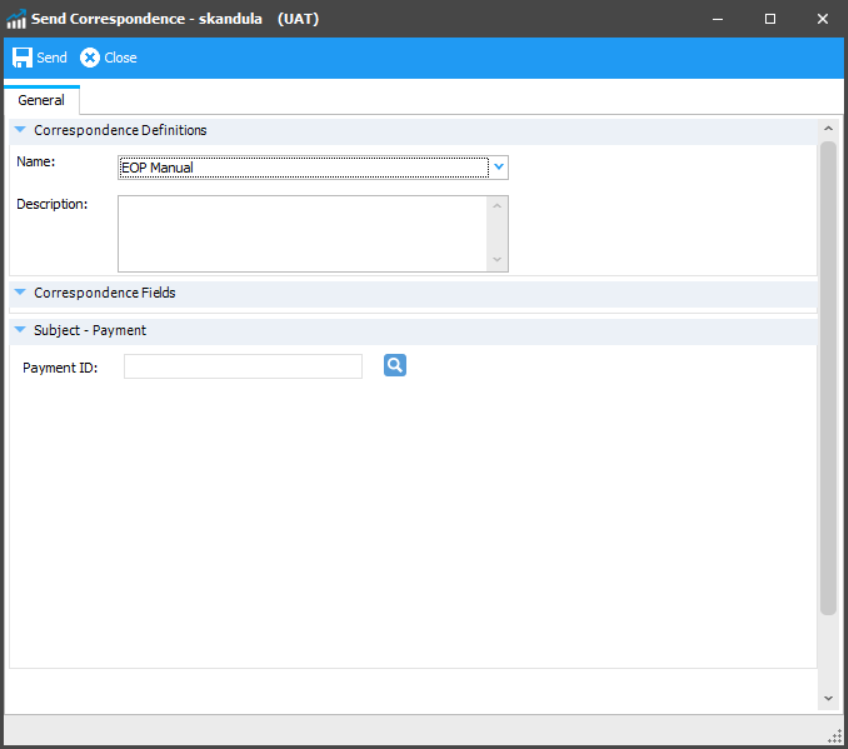 Send Correspondence - skandula (UAT)
Send Close
General
Correspondence Definitions
Name: EOP Manual
Description:
Correspondence Fields
Subject - Payment
Payment ID: